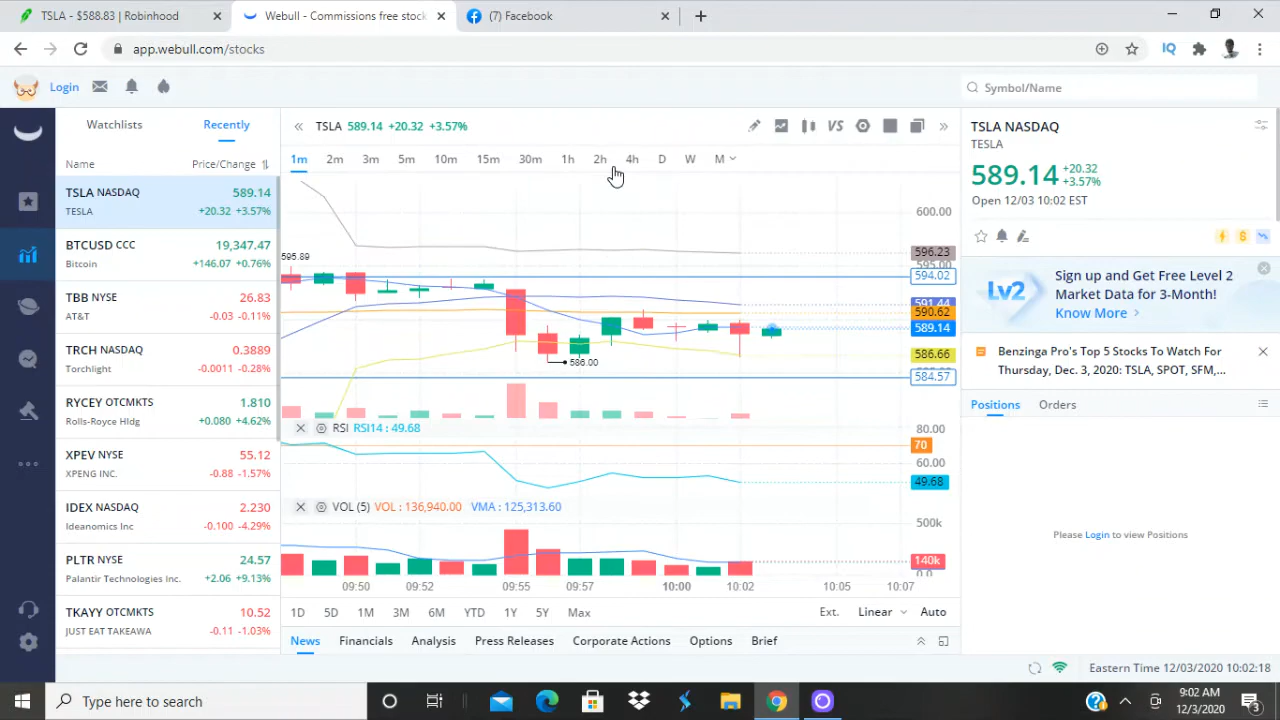 TSLA - $588.83 | Robinhood
Webull - Commissions free stock
(7) Facebook
app.webull.com/stocks
IQ
Login
Symbol/Name
Watchlists
Recently
Name
Price/Change
TSLA NASDAQ 589.14
TESLA +20.32 +3.57%
BTCUSD CCC 19,347.47
Bitcoin +146.07 +0.76%
TBB NYSE 26.83
AT&T -0.03 -0.11%
TRCH NASDAQ 0.3889
Torchlight -0.0011 -0.28%
RYCEY OTCMKTS 1.810
Rolls-Royce Hldg +0.080 +4.62%
XPEV NYSE 55.12
XPENG INC. -0.88 -1.57%
IDEX NASDAQ 2.230
Ideanomics Inc -0.100 -4.29%
PLTR NYSE 24.57
Palantir Technologies Inc. +2.06 +9.13%
TKAYY OTCMKTS 10.52
JUST EAT TAKEAWA -0.11 -1.03%
TSLA 589.14 +20.32 +3.57%
VS
1m 2m 3m 5m 10m 15m 30m 1h 2h 4h D W M
600.00
596.23
595.00
595.89
594.02
591.44
590.62
589.14
586.66
586.00
584.57
RSI RSI14 : 49.68
80.00
70
60.00
49.68
VOL (5) VOL : 136,940.00 VMA : 125,313.60
500k
140k
0.0
09:50 09:52 09:55 09:57 10:00 10:02 10:05 10:07
1D 5D 1M 3M 6M YTD 1Y 5Y Max
Ext. Linear Auto
News Financials Analysis Press Releases Corporate Actions Options Brief
TSLA NASDAQ
TESLA
589.14 +20.32
+3.57%
Open 12/03 10:02 EST
Lv2
Sign up and Get Free Level 2
Market Data for 3-Month!
Know More >
Benzinga Pro's Top 5 Stocks To Watch For
Thursday, Dec. 3, 2020: TSLA, SPOT, SFM,...
Positions Orders
Please Login to view Positions
Eastern Time 12/03/2020 10:02:18
Type here to search
9:02 AM
12/3/2020
3